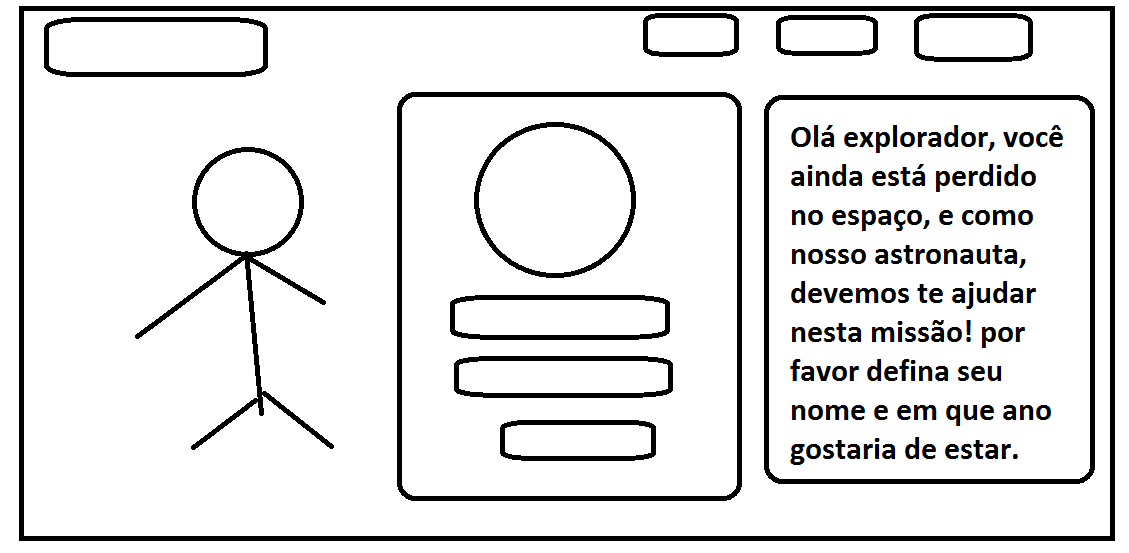 Olá explorador, você
ainda está perdido
no espaço, e como
nosso astronauta,
devemos te ajudar
nesta missão! por
favor defina seu
nome e em que ano
gostaria de estar.